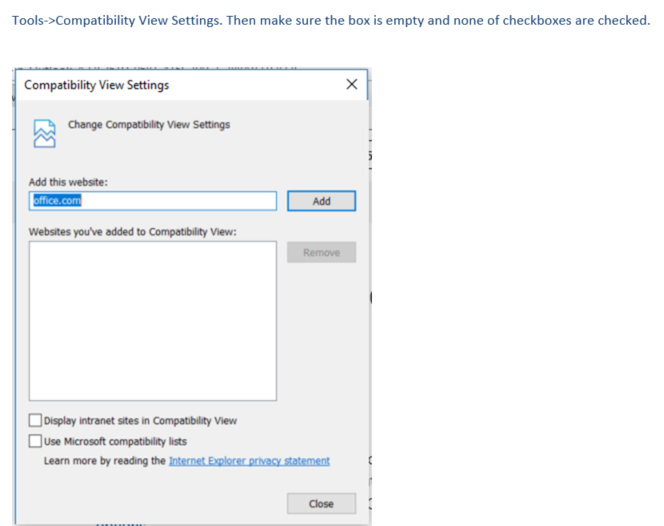 Tools->Compatibility View Settings. Then make sure the box is empty and none of checkboxes are checked.
Compatibility View Settings
Change Compatibility View Settings
Add this website:
office.com
Add
Websites you've added to Compatibility View:
Remove
Display intranet sites in Compatibility View
Use Microsoft compatibility lists
Learn more by reading the Internet Explorer privacy statement
Close